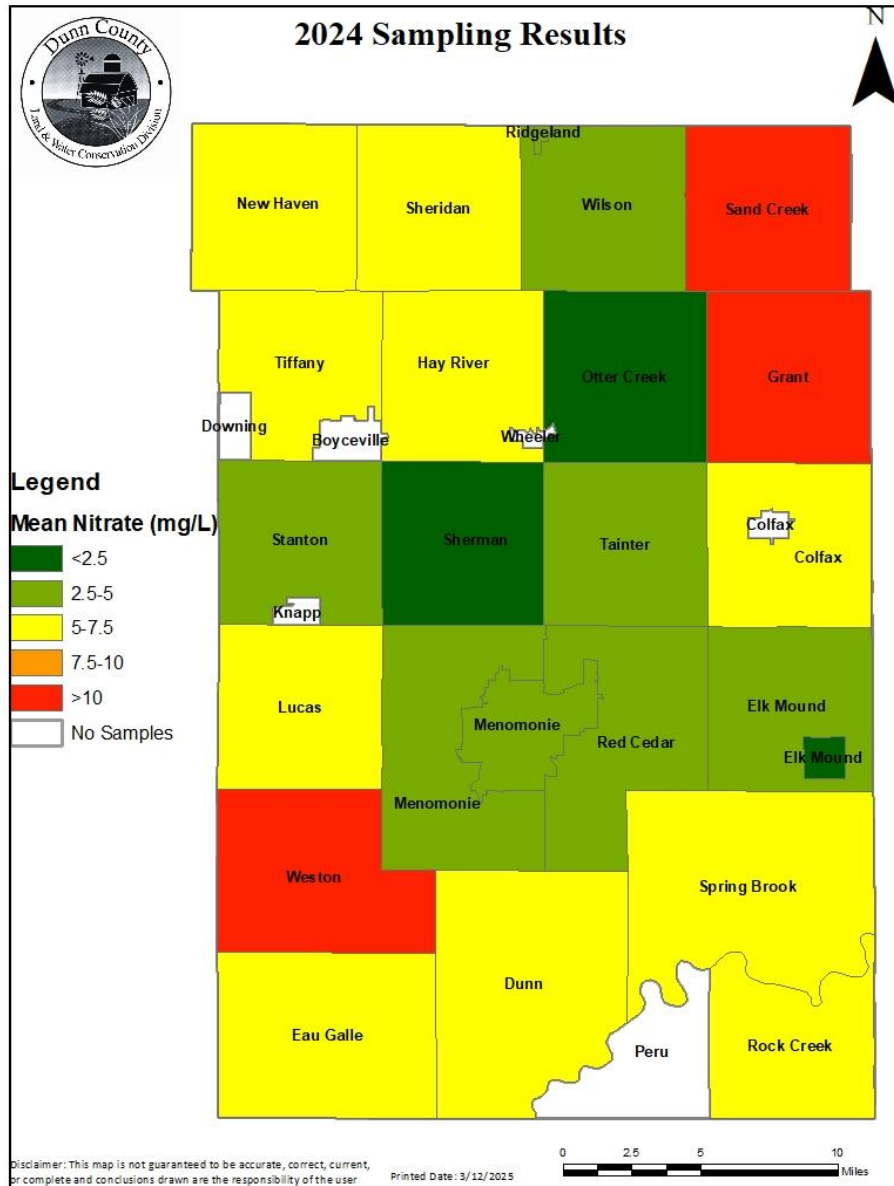 2024 Sampling Results
N
Dunn County
Land & Water Conservation Division
Ridgeland
New Haven
Sheridan
Wilson
Sand Creek
Tiffany
Hay River
Otter Creek
Grant
Downing
Boyceville
Wheeler
Legend
Mean Nitrate (mg/L)
<2.5
2.5-5
5-7.5
7.5-10
>10
No Samples
Stanton
Sherman
Tainter
Colfax
Colfax
Knapp
Lucas
Menomonie
Red Cedar
Elk Mound
Elk Mound
Menomonie
Weston
Spring Brook
Dunn
Eau Galle
Peru
Rock Creek
Disclaimer: This map is not guaranteed to be accurate, correct, current,
or complete and conclusions drawn are the responsibility of the user
Printed Date: 3/12/2025
0 2.5 5 10
Miles